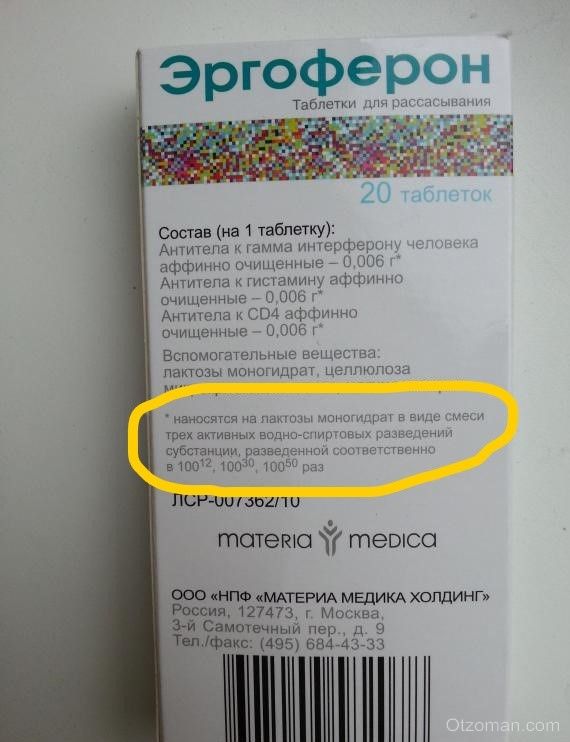 Эргоферон
Таблетки для рассасывания
20 таблеток
Состав (на 1 таблетку):
Антитела к гамма интерферону человека
аффинно очищенные – 0,006 г*
Антитела к гистамину аффинно
очищенные – 0,006 г*
Антитела к CD4 аффинно
очищенные – 0,006 г*
Вспомогательные вещества:
лактозы моногидрат, целлюлоза
* наносятся на лактозы моногидрат в виде смеси
трех активных водно-спиртовых разведений
субстанции, разведенной соответственно
в 100¹², 100³⁰, 100⁵⁰ раз
ЛСР-007362/10
materia medica
ООО «НПФ «МАТЕРИА МЕДИКА ХОЛДИНГ»
Россия, 127473, г. Москва,
3-й Самотечный пер., д. 9
Тел./факс: (495) 684-43-33
Otzoman.com